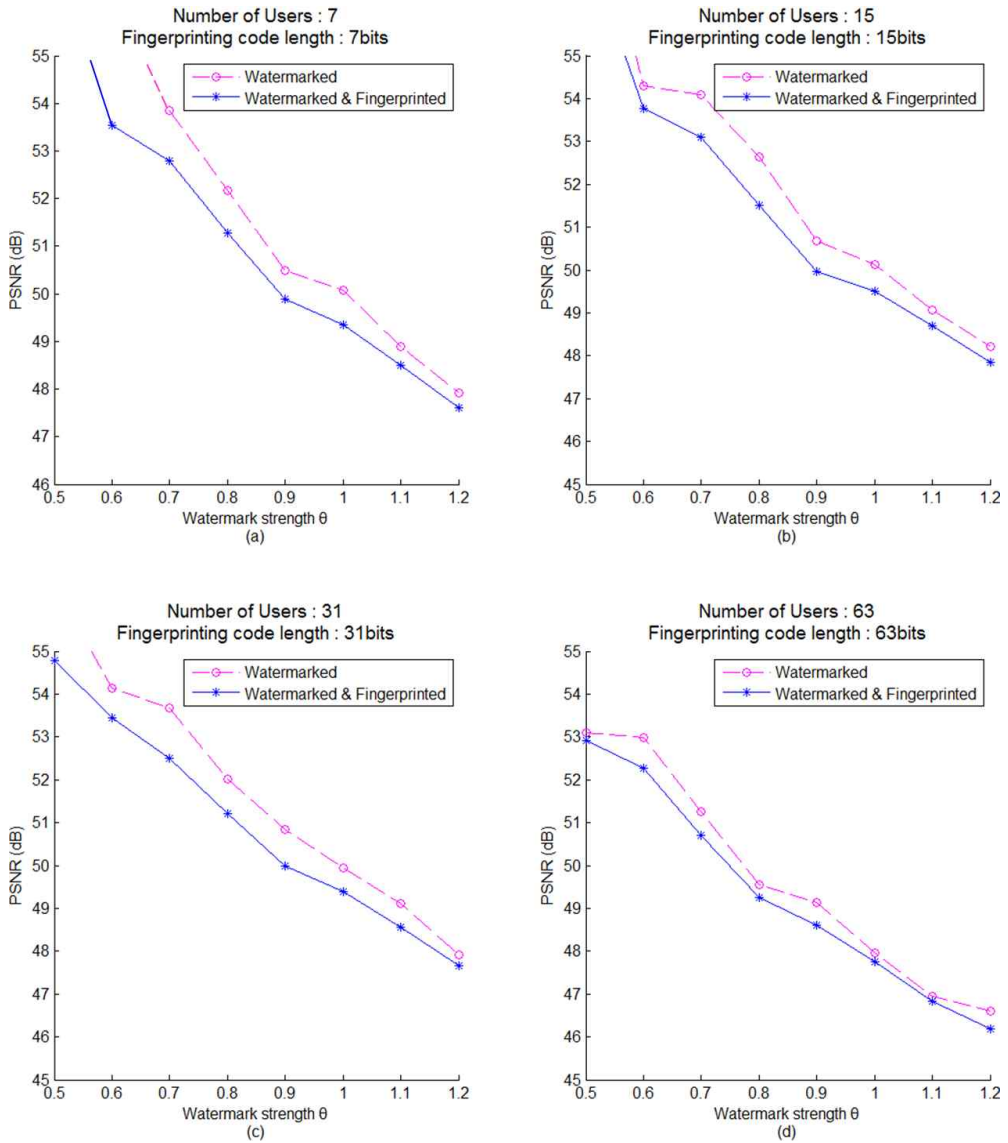 Number of Users : 7
Fingerprinting code length : 7bits
55
54
53
52
51
50
49
48
47
46
PSNR (dB)
Watermarked
Watermarked & Fingerprinted
0.5 0.6 0.7 0.8 0.9 1 1.1 1.2
Watermark strength θ
(a)
Number of Users : 15
Fingerprinting code length : 15bits
55
54
53
52
51
50
49
48
47
46
45
PSNR (dB)
Watermarked
Watermarked & Fingerprinted
0.5 0.6 0.7 0.8 0.9 1 1.1 1.2
Watermark strength θ
(b)
Number of Users : 31
Fingerprinting code length : 31bits
55
54
53
52
51
50
49
48
47
46
45
PSNR (dB)
Watermarked
Watermarked & Fingerprinted
0.5 0.6 0.7 0.8 0.9 1 1.1 1.2
Watermark strength θ
(c)
Number of Users : 63
Fingerprinting code length : 63bits
55
54
53
52
51
50
49
48
47
46
45
PSNR (dB)
Watermarked
Watermarked & Fingerprinted
0.5 0.6 0.7 0.8 0.9 1 1.1 1.2
Watermark strength θ
(d)